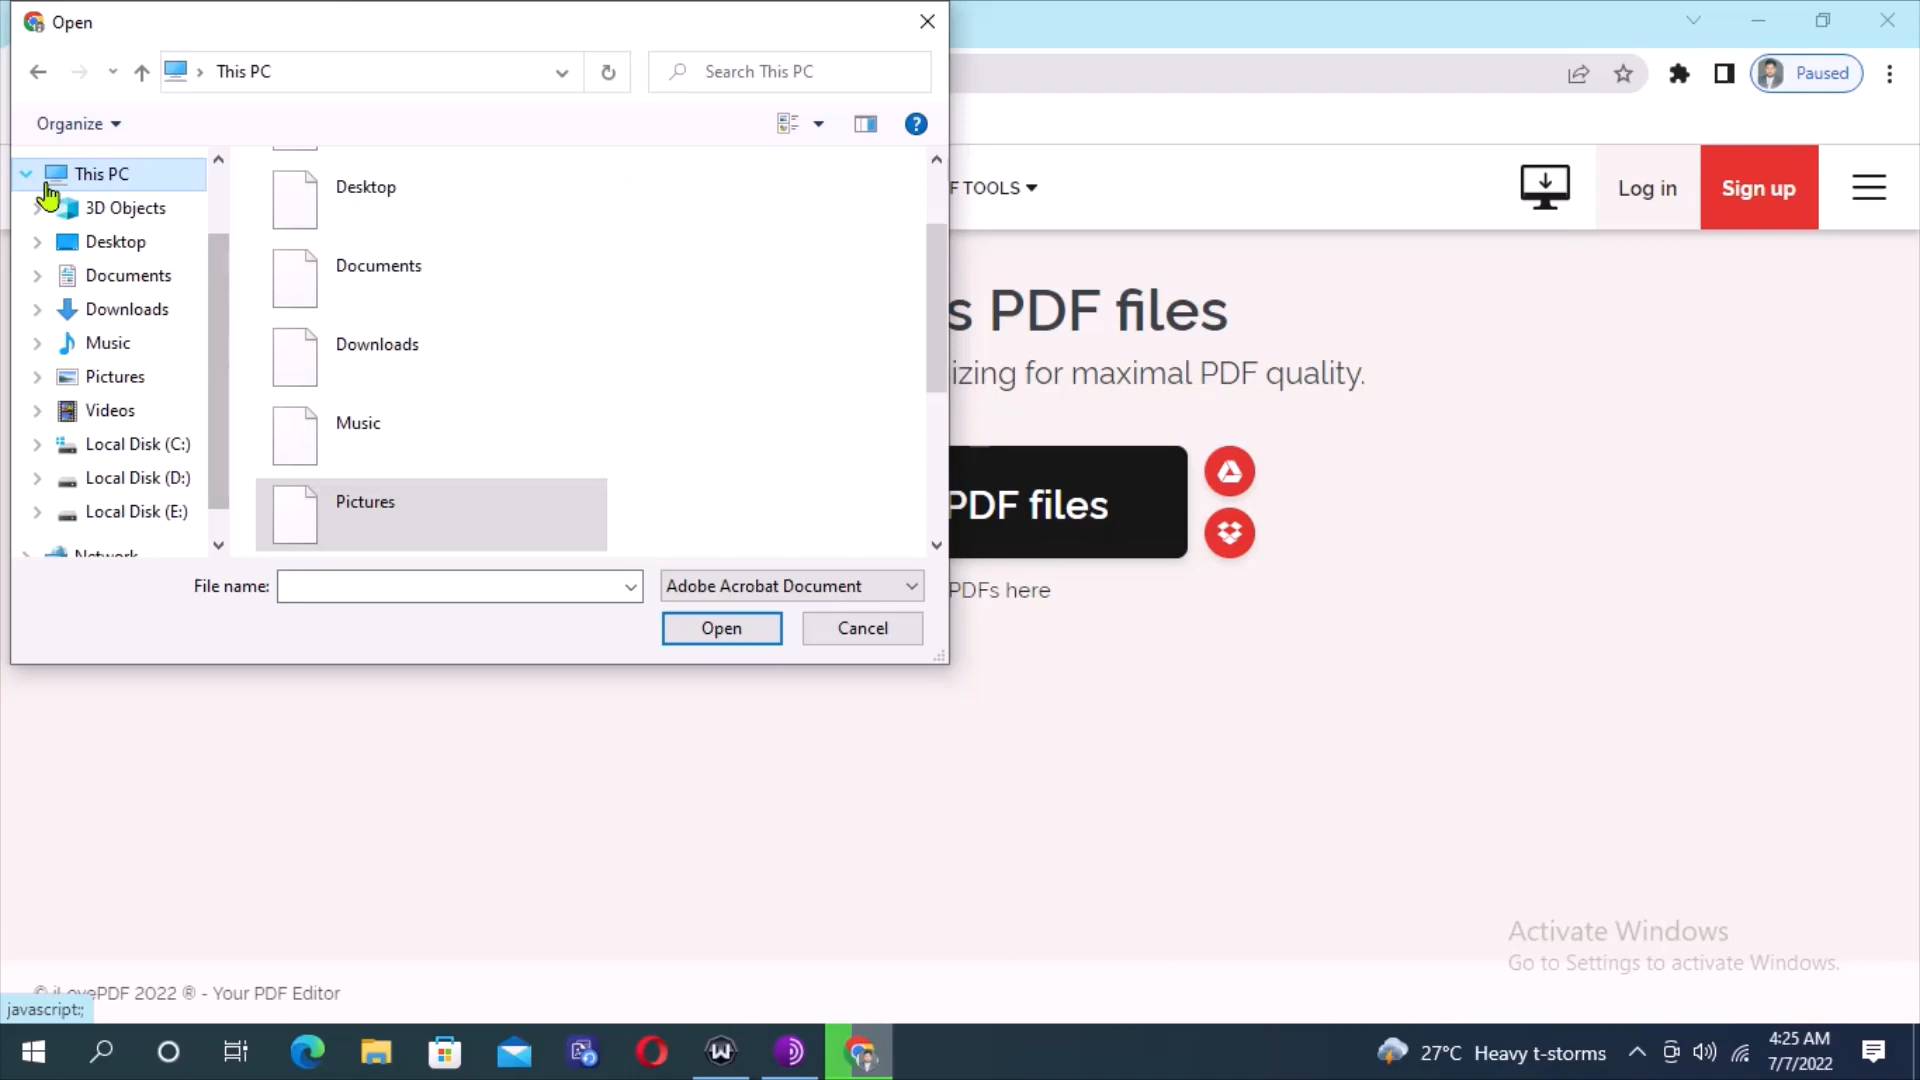 Open
This PC
Search This PC
Paused
Organize
This PC
3D Objects
Desktop
Documents
Downloads
Music
Pictures
Videos
Local Disk (C:)
Local Disk (D:)
Local Disk (E:)
Network
Desktop
Documents
Downloads
Music
Pictures
File name:
Adobe Acrobat Document
Open
Cancel
F TOOLS
Log in
Sign up
s PDF files
izing for maximal PDF quality.
PDF files
PDFs here
Activate Windows
Go to Settings to activate Windows.
© iLovePDF 2022 ® - Your PDF Editor
javascript:;
27°C Heavy t-storms
4:25 AM
7/7/2022